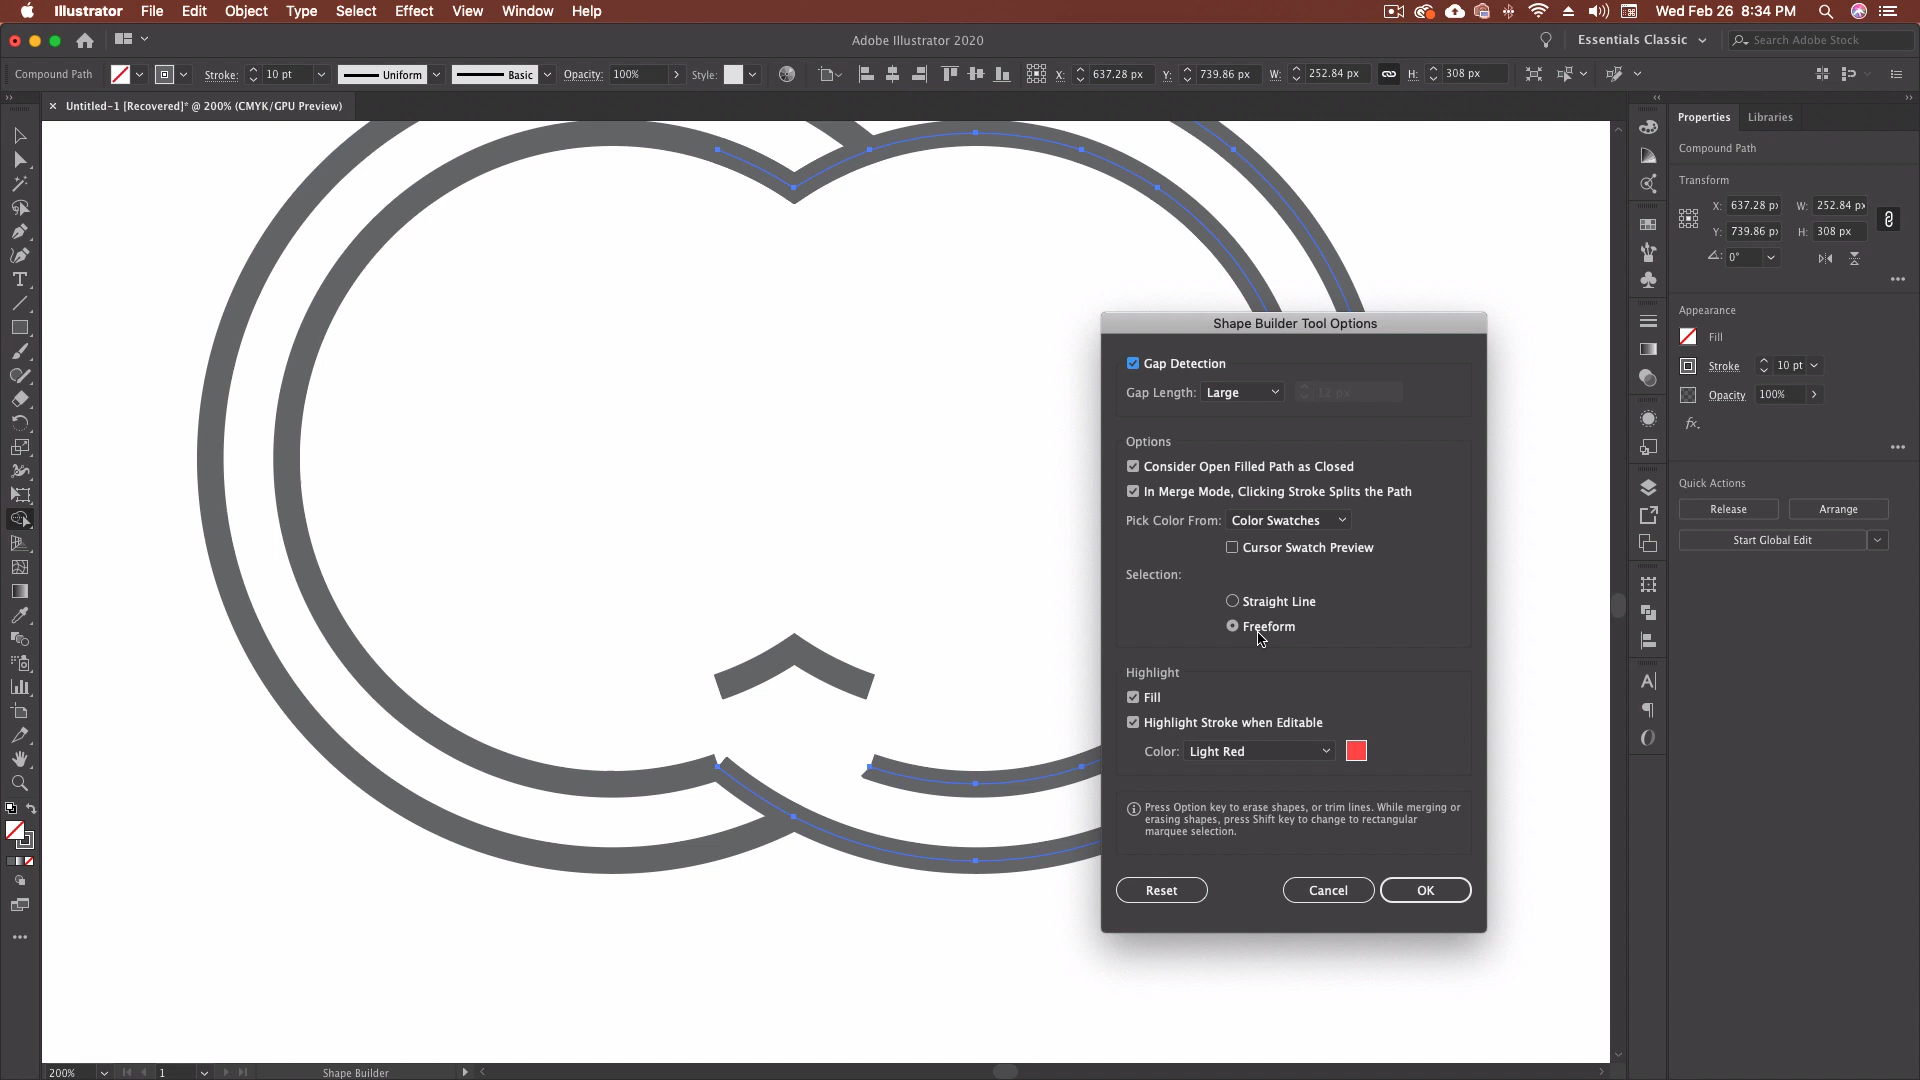 Illustrator File Edit Object Type Select Effect View Window Help
Wed Feb 26 8:34 PM
Adobe Illustrator 2020
Essentials Classic
Search Adobe Stock
Compound Path
Stroke: 10 pt
Uniform
Basic
Opacity: 100%
Style:
X: 637.28 px
Y: 739.86 px
W: 252.84 px
H: 308 px
Untitled-1 [Recovered]* @ 200% (CMYK/GPU Preview)
Properties
Libraries
Compound Path
Transform
X: 637.28 px W: 252.84 px
Y: 739.86 px H: 308 px
0°
Appearance
Fill
Stroke 10 pt
Opacity 100%
fx.
Quick Actions
Release
Arrange
Start Global Edit
Shape Builder Tool Options
Gap Detection
Gap Length: Large 12 px
Options
Consider Open Filled Path as Closed
In Merge Mode, Clicking Stroke Splits the Path
Pick Color From: Color Swatches
Cursor Swatch Preview
Selection:
Straight Line
Freeform
Highlight
Fill
Highlight Stroke when Editable
Color: Light Red
Press Option key to erase shapes, or trim lines. While merging or
erasing shapes, press Shift key to change to rectangular
marquee selection.
Reset
Cancel
OK
200%
1
Shape Builder